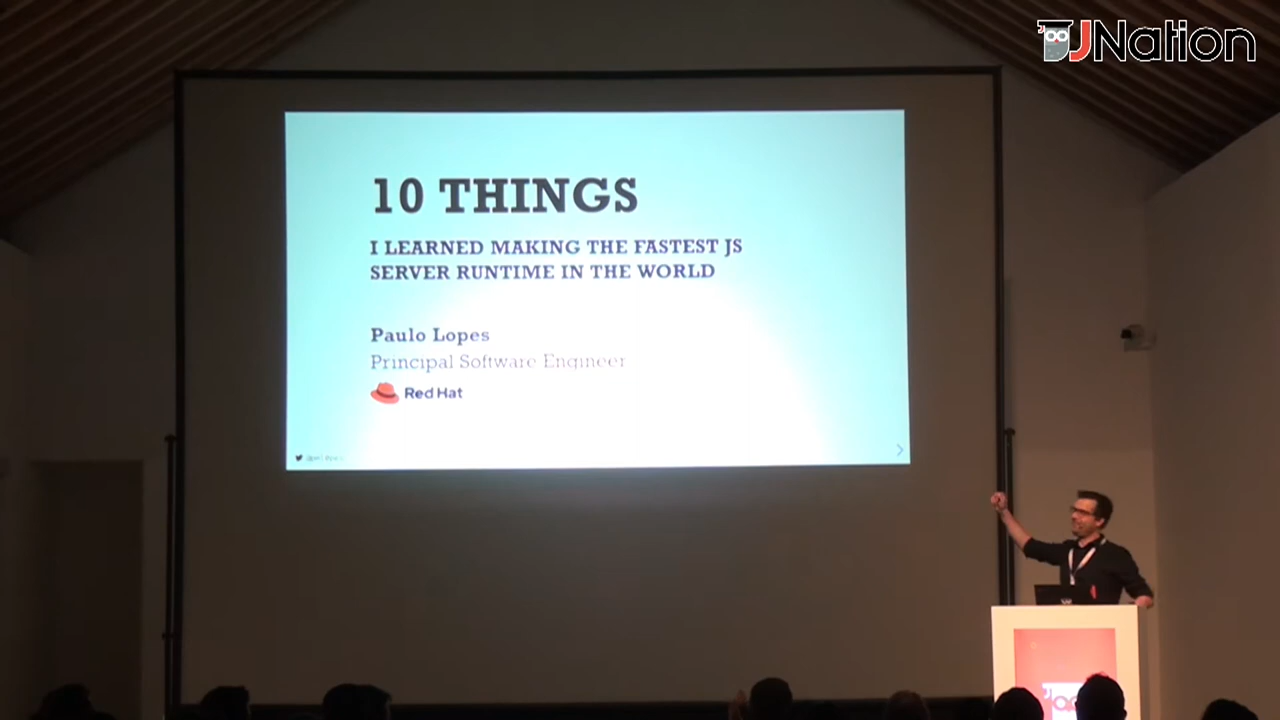 JNation
10 THINGS
I LEARNED MAKING THE FASTEST JS
SERVER RUNTIME IN THE WORLD
Paulo Lopes
Principal Software Engineer
Red Hat